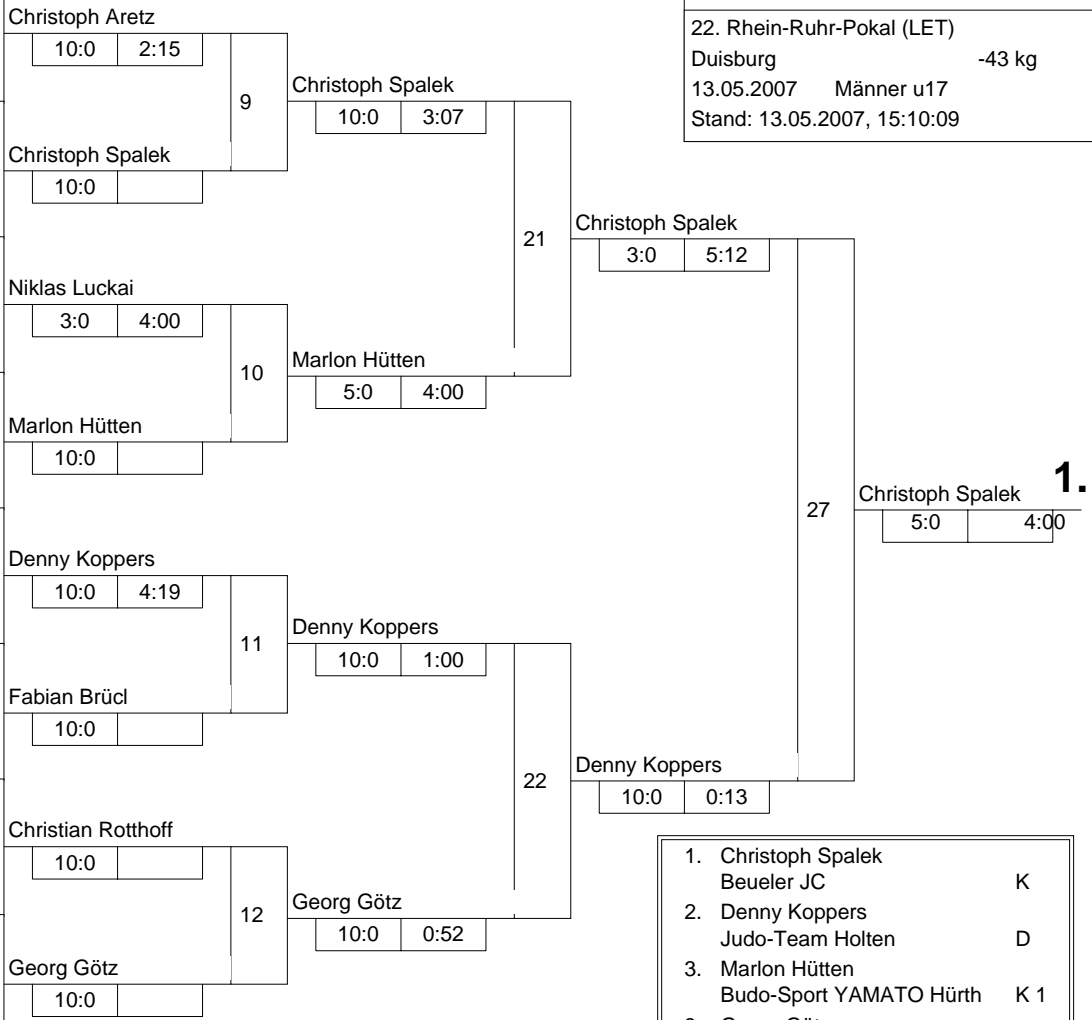 Christoph Aretz
10:0 2:15
9
Christoph Spalek
10:0
Christoph Spalek
10:0 3:07
21
Niklas Luckai
3:0 4:00
10
Marlon Hütten
10:0
Marlon Hütten
5:0 4:00
Christoph Spalek
3:0 5:12
27
Denny Koppers
10:0 4:19
11
Fabian Brücl
10:0
Denny Koppers
10:0 1:00
22
Christian Rotthoff
10:0
12
Georg Götz
10:0
Georg Götz
10:0 0:52
Denny Koppers
10:0 0:13
Christoph Spalek 1.
5:0 4:00
22. Rhein-Ruhr-Pokal (LET)
Duisburg -43 kg
13.05.2007 Männer u17
Stand: 13.05.2007, 15:10:09
1. Christoph Spalek
Beueler JC K
2. Denny Koppers
Judo-Team Holten D
3. Marlon Hütten
Budo-Sport YAMATO Hürth K 1